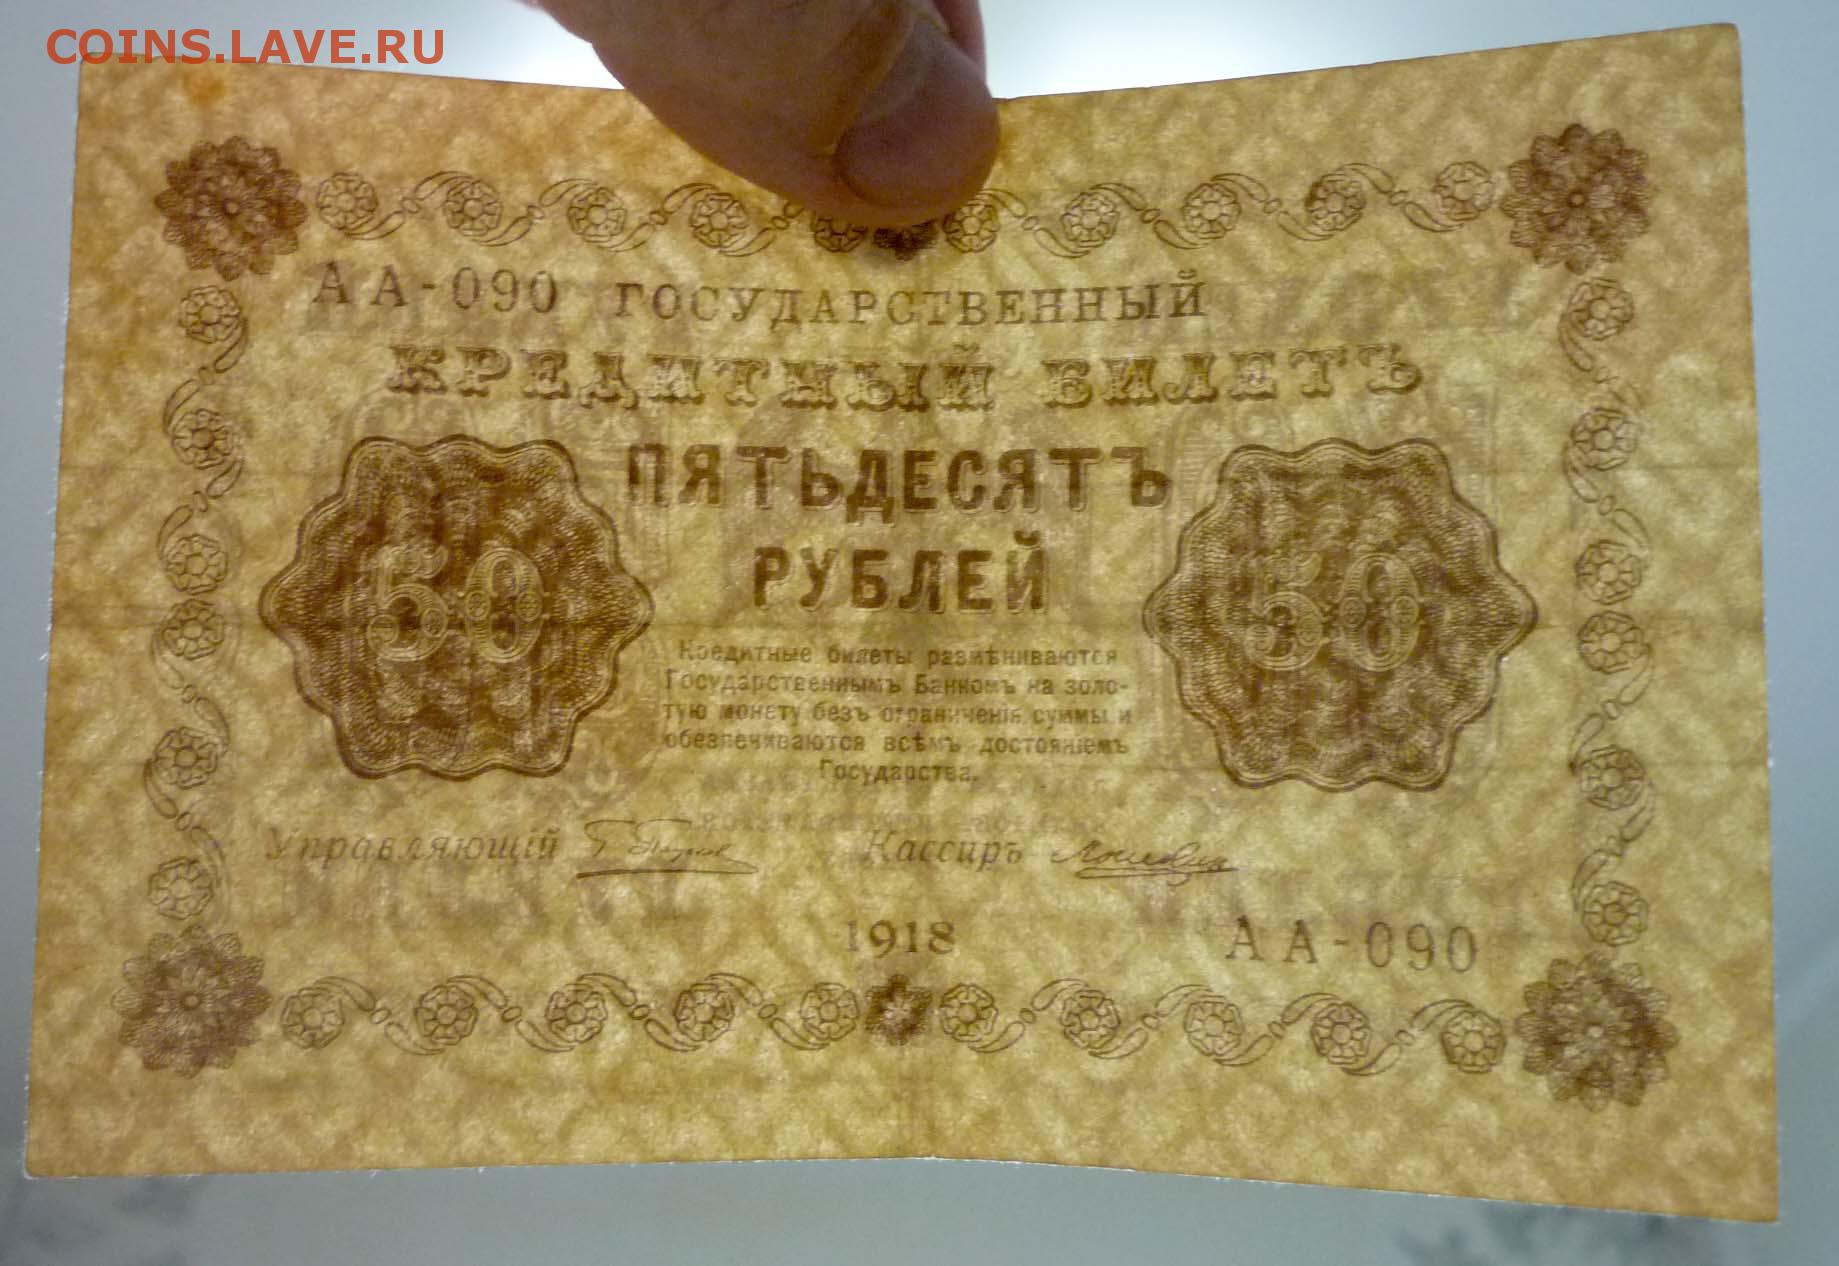 COINS.LAVE.RU
АА-090 ГОСУДАРСТВЕННЫЙ
КРЕДИТНЫЙ БИЛЕТЪ
ПЯТЬДЕСЯТЪ
РУБЛЕЙ
50 50
Кредитные билеты размѣниваются
Государственнымъ Банкомъ на золо-
тую монету безъ ограниченія суммы и
обезпечиваются всѣмъ достояніемъ
Государства.
Управляющій Кассиръ
1918
АА-090